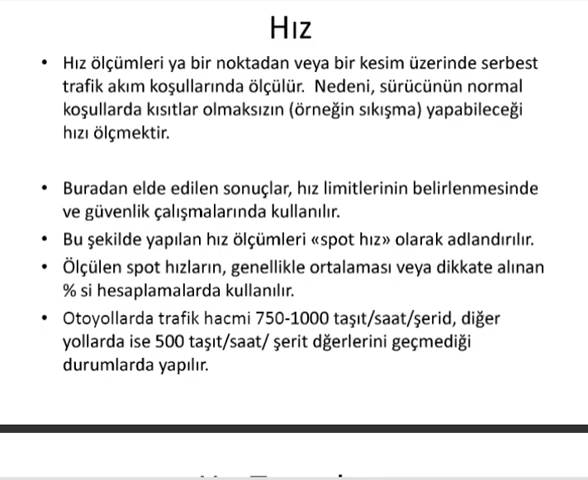 Hız
• Hız ölçümleri ya bir noktadan veya bir kesim üzerinde serbest
trafik akım koşullarında ölçülür. Nedeni, sürücünün normal
koşullarda kısıtlar olmaksızın (örneğin sıkışma) yapabileceği
hızı ölçmektir.
• Buradan elde edilen sonuçlar, hız limitlerinin belirlenmesinde
ve güvenlik çalışmalarında kullanılır.
• Bu şekilde yapılan hız ölçümleri «spot hız» olarak adlandırılır.
• Ölçülen spot hızların, genellikle ortalaması veya dikkate alınan
% si hesaplamalarda kullanılır.
• Otoyollarda trafik hacmi 750-1000 taşıt/saat/şerid, diğer
yollarda ise 500 taşıt/saat/ şerit dğerlerini geçmediği
durumlarda yapılır.